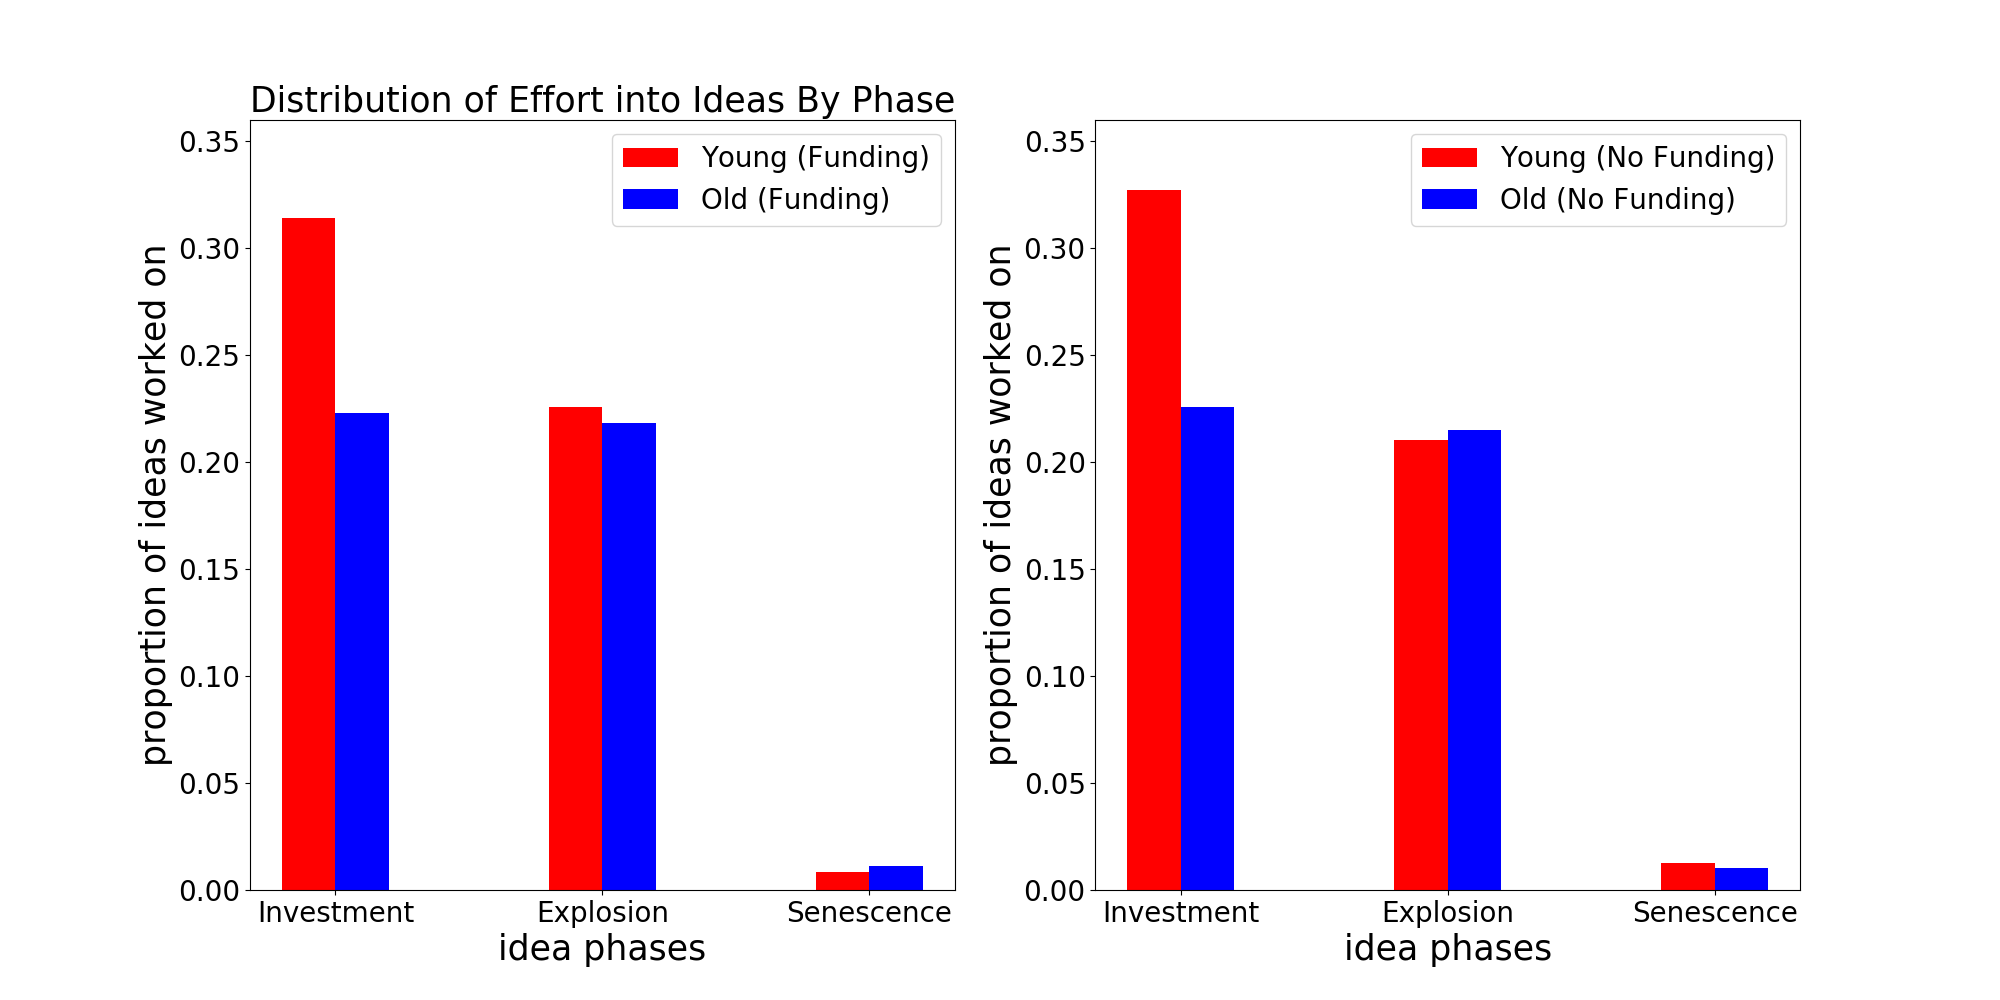 Distribution of Effort into Ideas By Phase
proportion of ideas worked on
0.35
0.30
0.25
0.20
0.15
0.10
0.05
0.00
Young (Funding)
Old (Funding)
Investment
Explosion
Senescence
idea phases
proportion of ideas worked on
0.35
0.30
0.25
0.20
0.15
0.10
0.05
0.00
Young (No Funding)
Old (No Funding)
Investment
Explosion
Senescence
idea phases